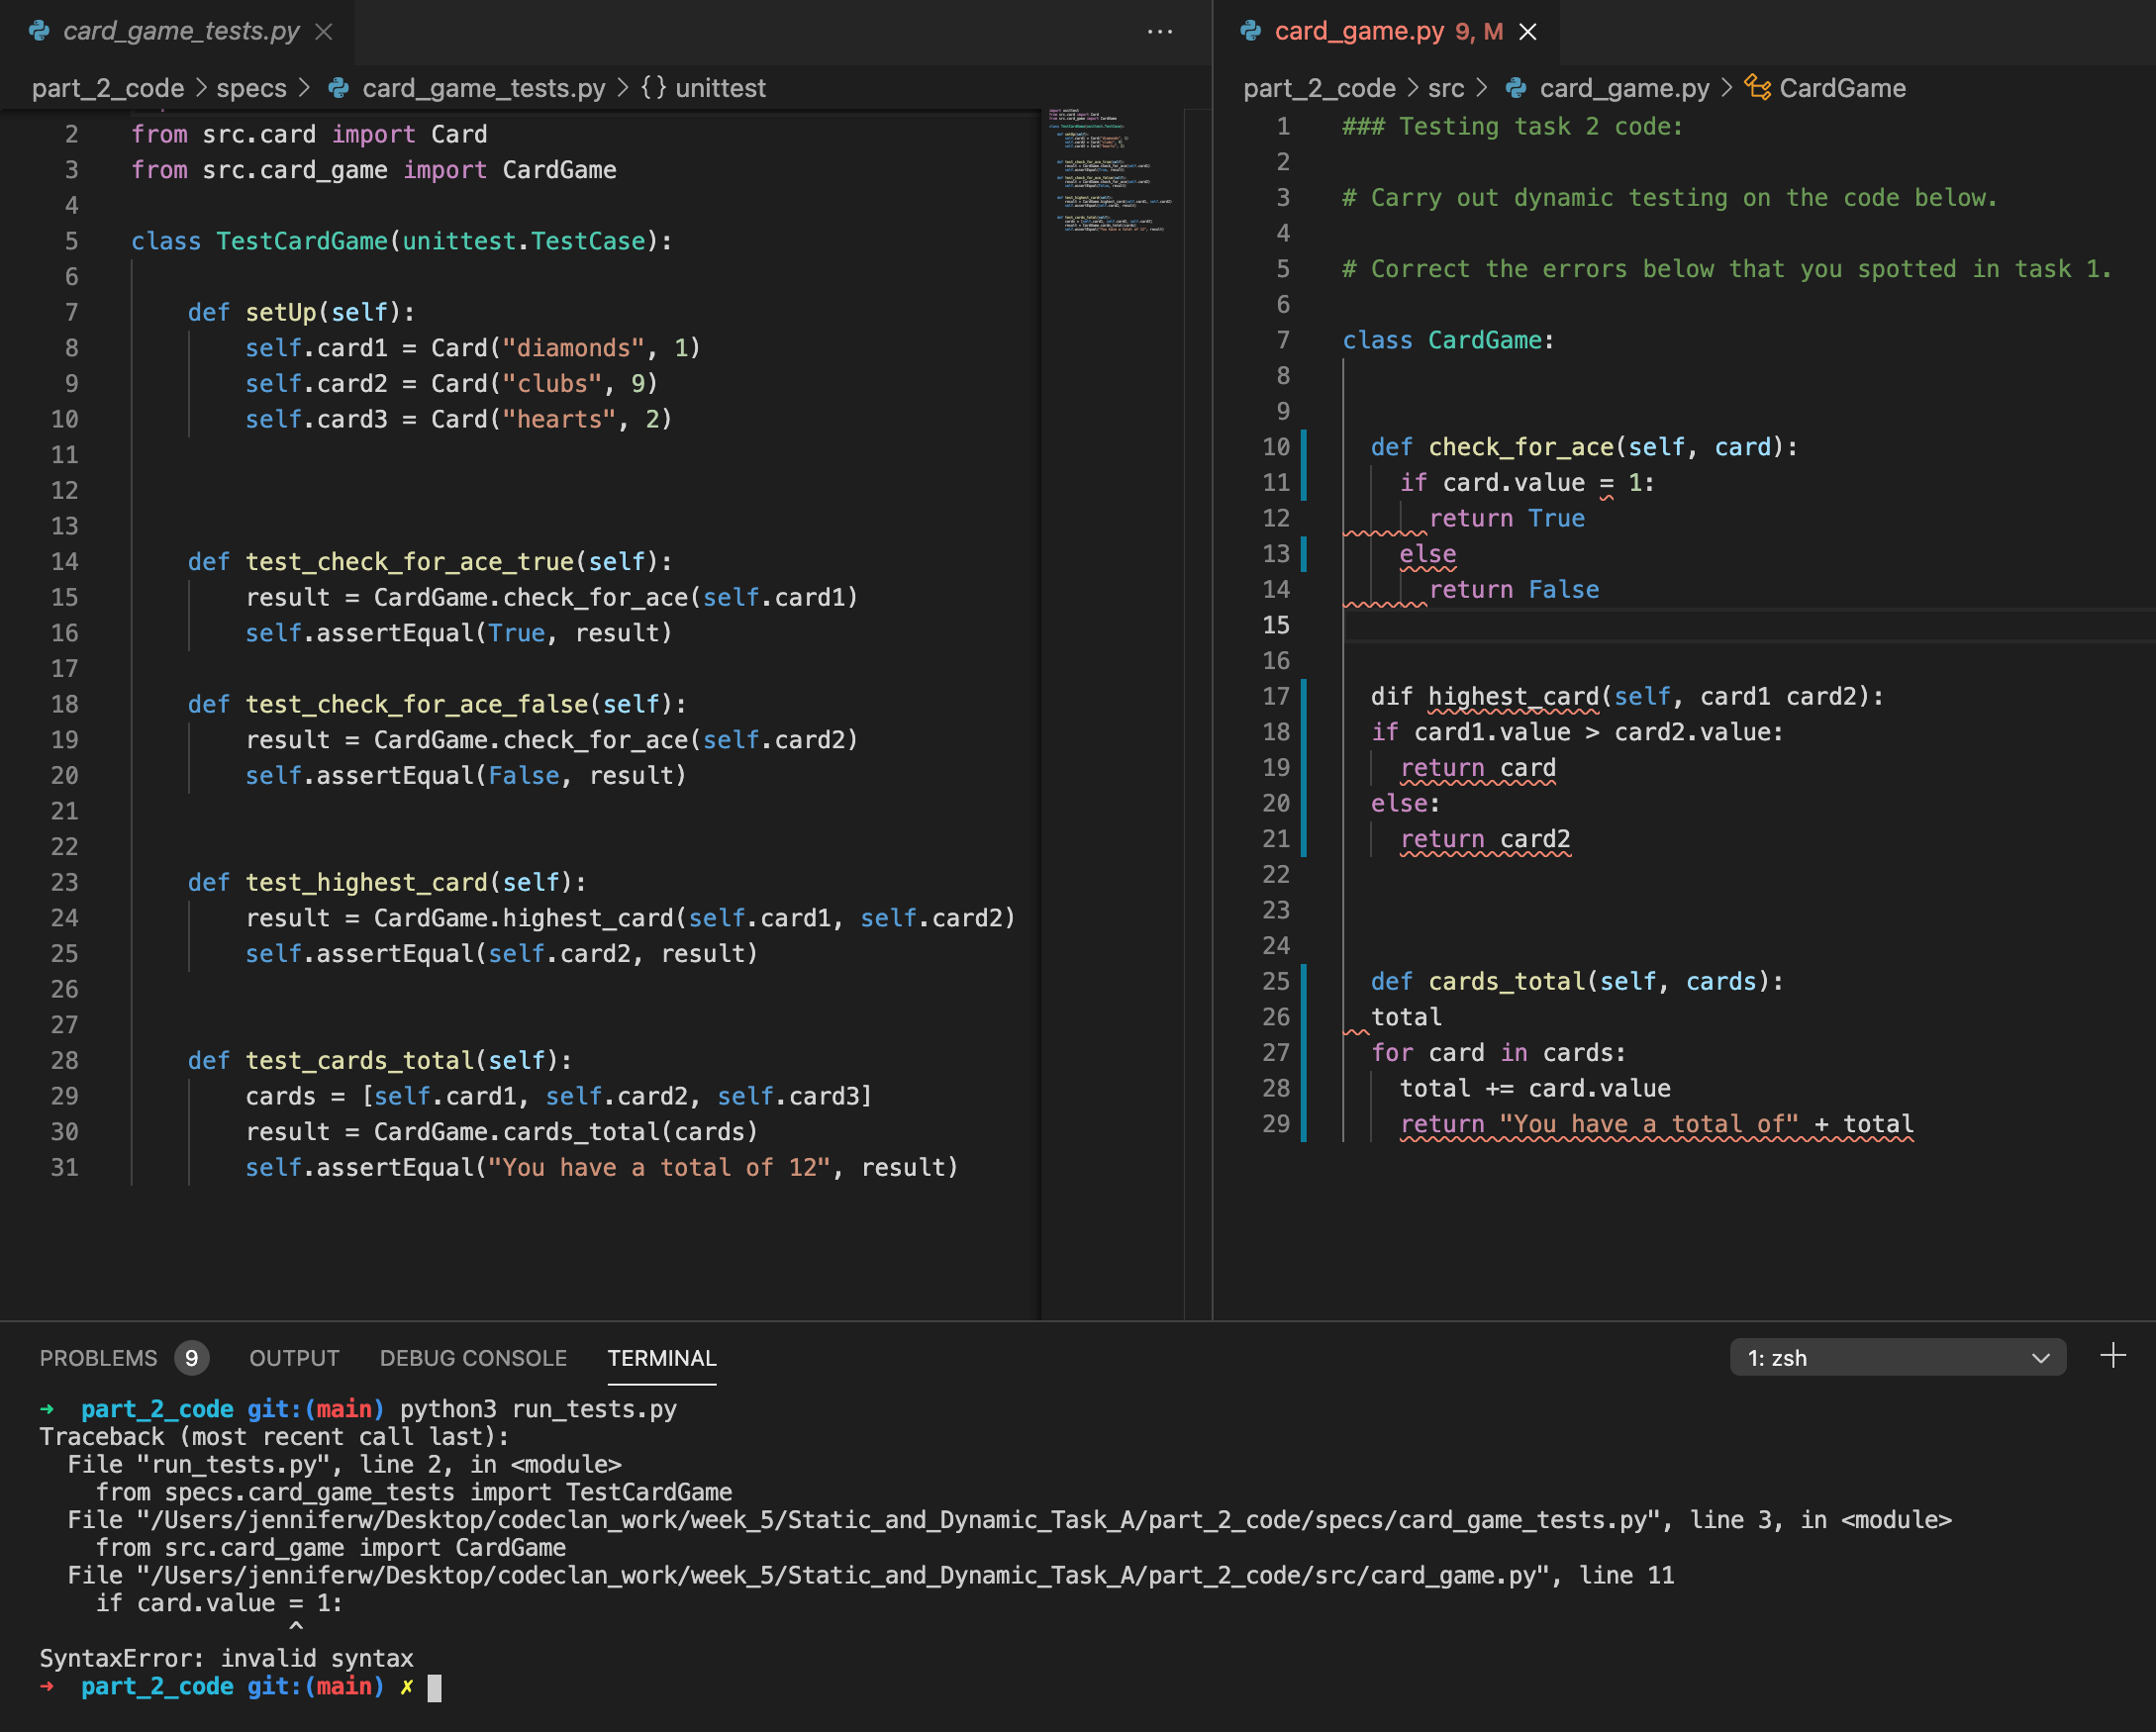 card_game_tests.py
part_2_code > specs > card_game_tests.py > {} unittest
2 from src.card import Card
3 from src.card_game import CardGame
4
5 class TestCardGame(unittest.TestCase):
6
7     def setUp(self):
8         self.card1 = Card("diamonds", 1)
9         self.card2 = Card("clubs", 9)
10         self.card3 = Card("hearts", 2)
11
12
13
14     def test_check_for_ace_true(self):
15         result = CardGame.check_for_ace(self.card1)
16         self.assertEqual(True, result)
17
18     def test_check_for_ace_false(self):
19         result = CardGame.check_for_ace(self.card2)
20         self.assertEqual(False, result)
21
22
23     def test_highest_card(self):
24         result = CardGame.highest_card(self.card1, self.card2)
25         self.assertEqual(self.card2, result)
26
27
28     def test_cards_total(self):
29         cards = [self.card1, self.card2, self.card3]
30         result = CardGame.cards_total(cards)
31         self.assertEqual("You have a total of 12", result)
card_game.py 9, M
part_2_code > src > card_game.py > CardGame
1 ### Testing task 2 code:
2
3 # Carry out dynamic testing on the code below.
4
5 # Correct the errors below that you spotted in task 1.
6
7 class CardGame:
8
9
10   def check_for_ace(self, card):
11     if card.value = 1:
12       return True
13     else
14       return False
15
16
17   dif highest_card(self, card1 card2):
18   if card1.value > card2.value:
19     return card
20   else:
21     return card2
22
23
24
25   def cards_total(self, cards):
26   total
27   for card in cards:
28     total += card.value
29     return "You have a total of" + total
PROBLEMS 9 OUTPUT DEBUG CONSOLE TERMINAL 1: zsh
➜  part_2_code git:(main) python3 run_tests.py
Traceback (most recent call last):
  File "run_tests.py", line 2, in <module>
    from specs.card_game_tests import TestCardGame
  File "/Users/jenniferw/Desktop/codeclan_work/week_5/Static_and_Dynamic_Task_A/part_2_code/specs/card_game_tests.py", line 3, in <module>
    from src.card_game import CardGame
  File "/Users/jenniferw/Desktop/codeclan_work/week_5/Static_and_Dynamic_Task_A/part_2_code/src/card_game.py", line 11
    if card.value = 1:
                  ^
SyntaxError: invalid syntax
➜  part_2_code git:(main) ✗